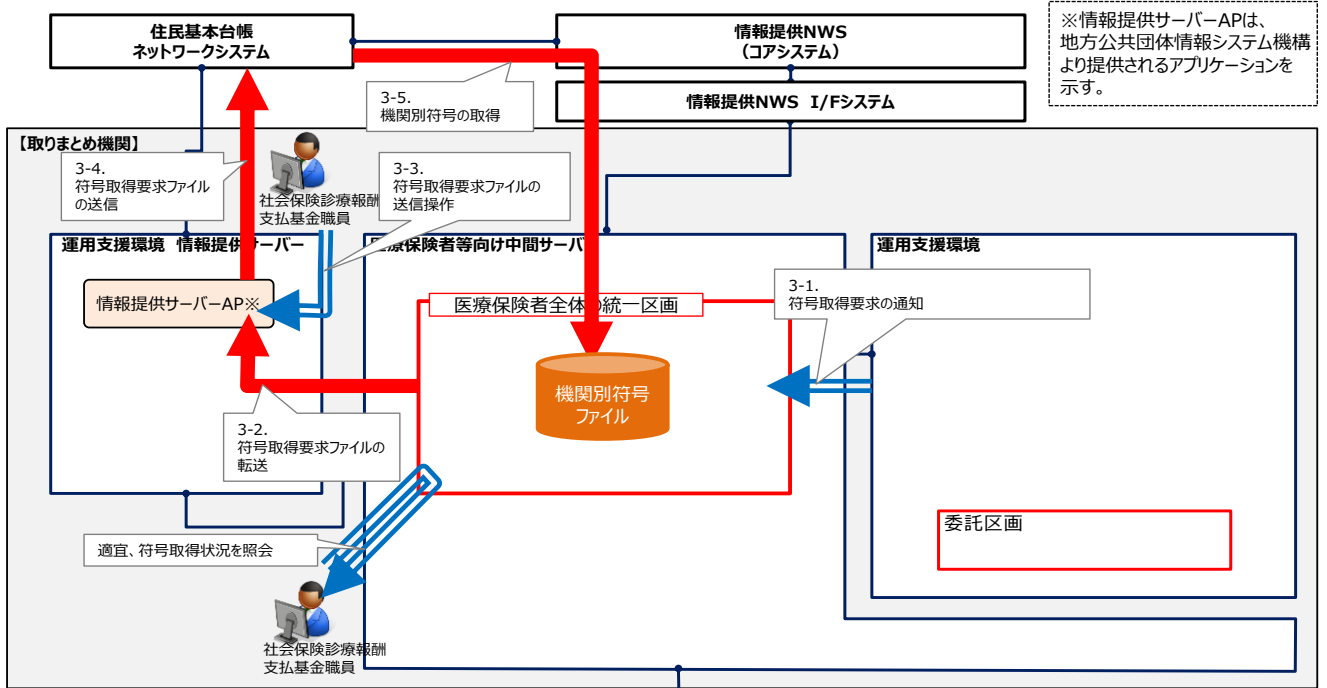 住民基本台帳
ネットワークシステム
情報提供NWS
(コアシステム)
※情報提供サーバーAPは、
地方公共団体情報システム機構
より提供されるアプリケーションを
示す。
3-5.
機関別符号の取得
情報提供NWS I/Fシステム
【取りまとめ機関】
3-4.
符号取得要求ファイル
の送信
社会保険診療報酬
支払基金職員
3-3.
符号取得要求ファイルの
送信操作
運用支援環境 情報提供サーバー
医療保険者等向け中間サーバ
運用支援環境
情報提供サーバーAP※
医療保険者全体の統一区画
3-1.
符号取得要求の通知
機関別符号
ファイル
3-2.
符号取得要求ファイルの
転送
委託区画
適宜、符号取得状況を照会
社会保険診療報酬
支払基金職員